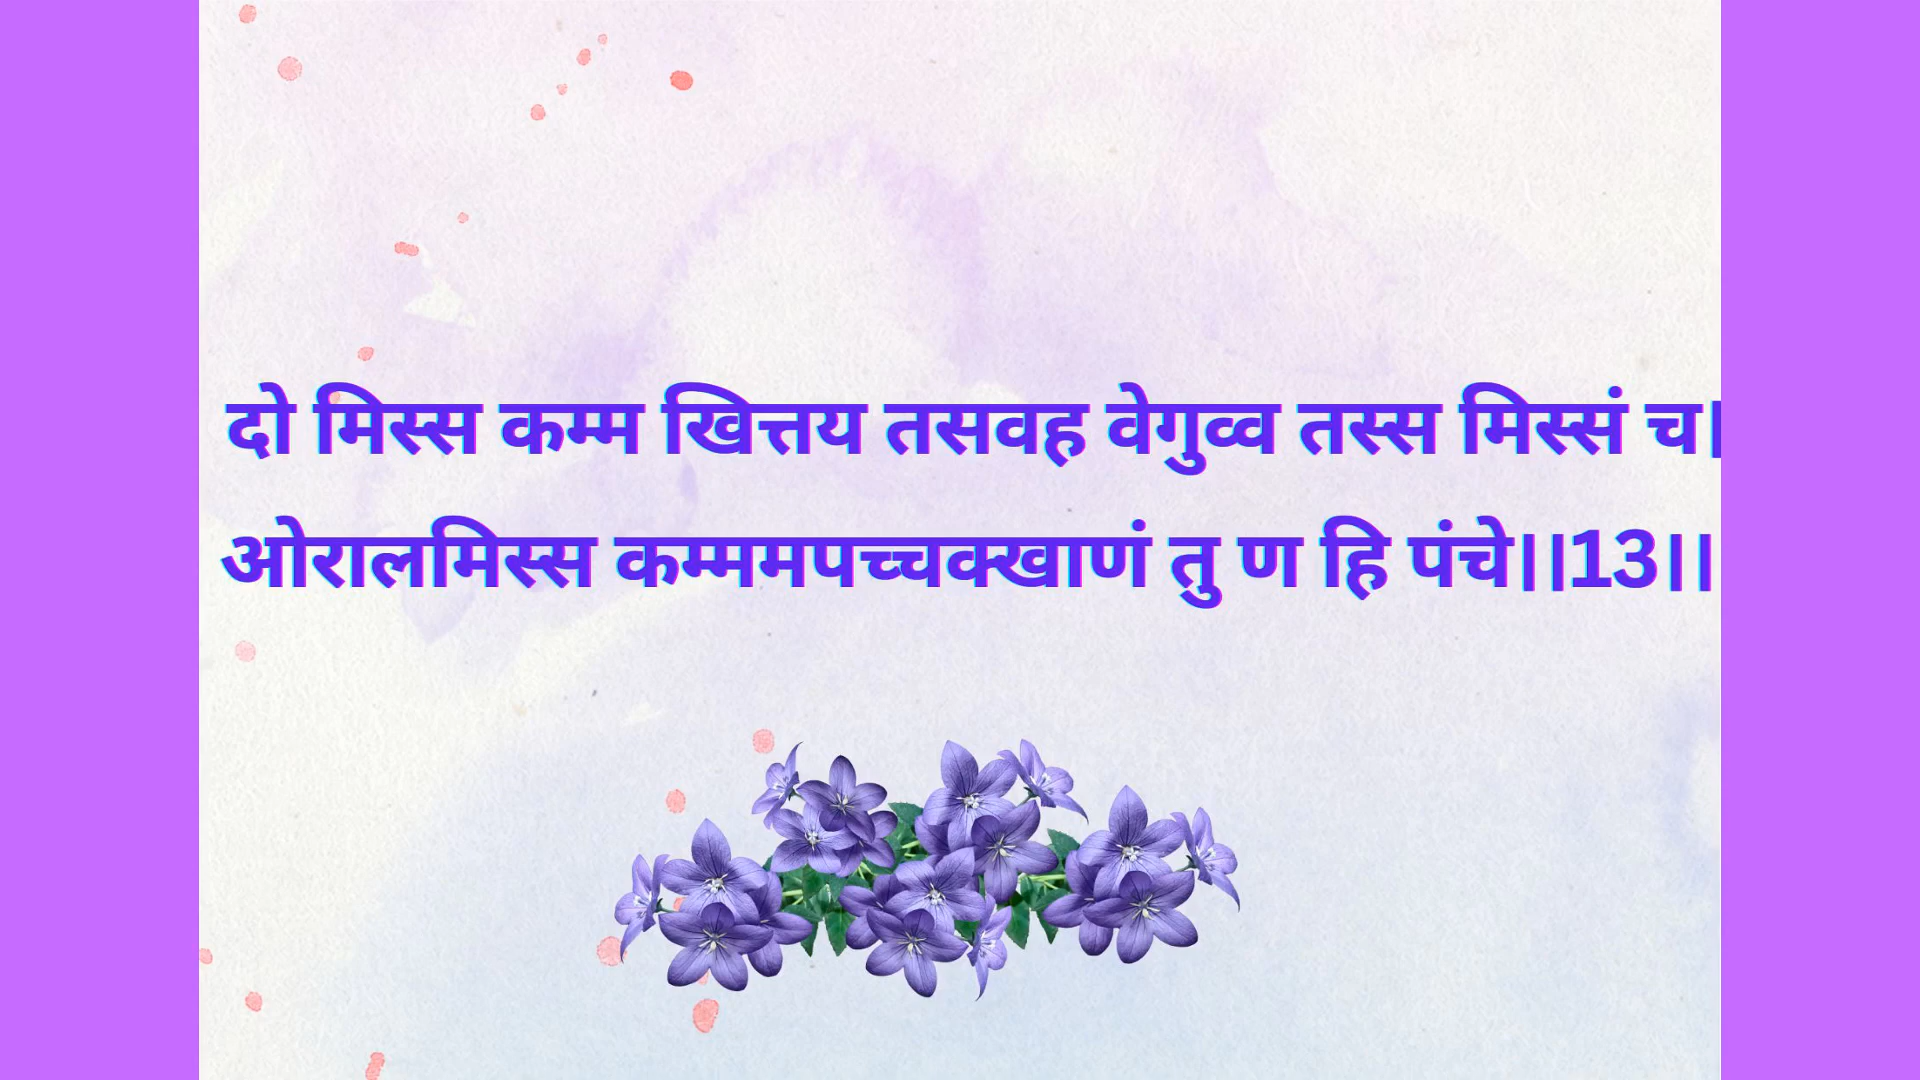 दो मिस्स कम्म खित्तय तसवह वेगुव्व तस्स मिस्सं च।
ओरालमिस्स कम्ममपच्चक्खाणं तु ण हि पंचे।।13।।